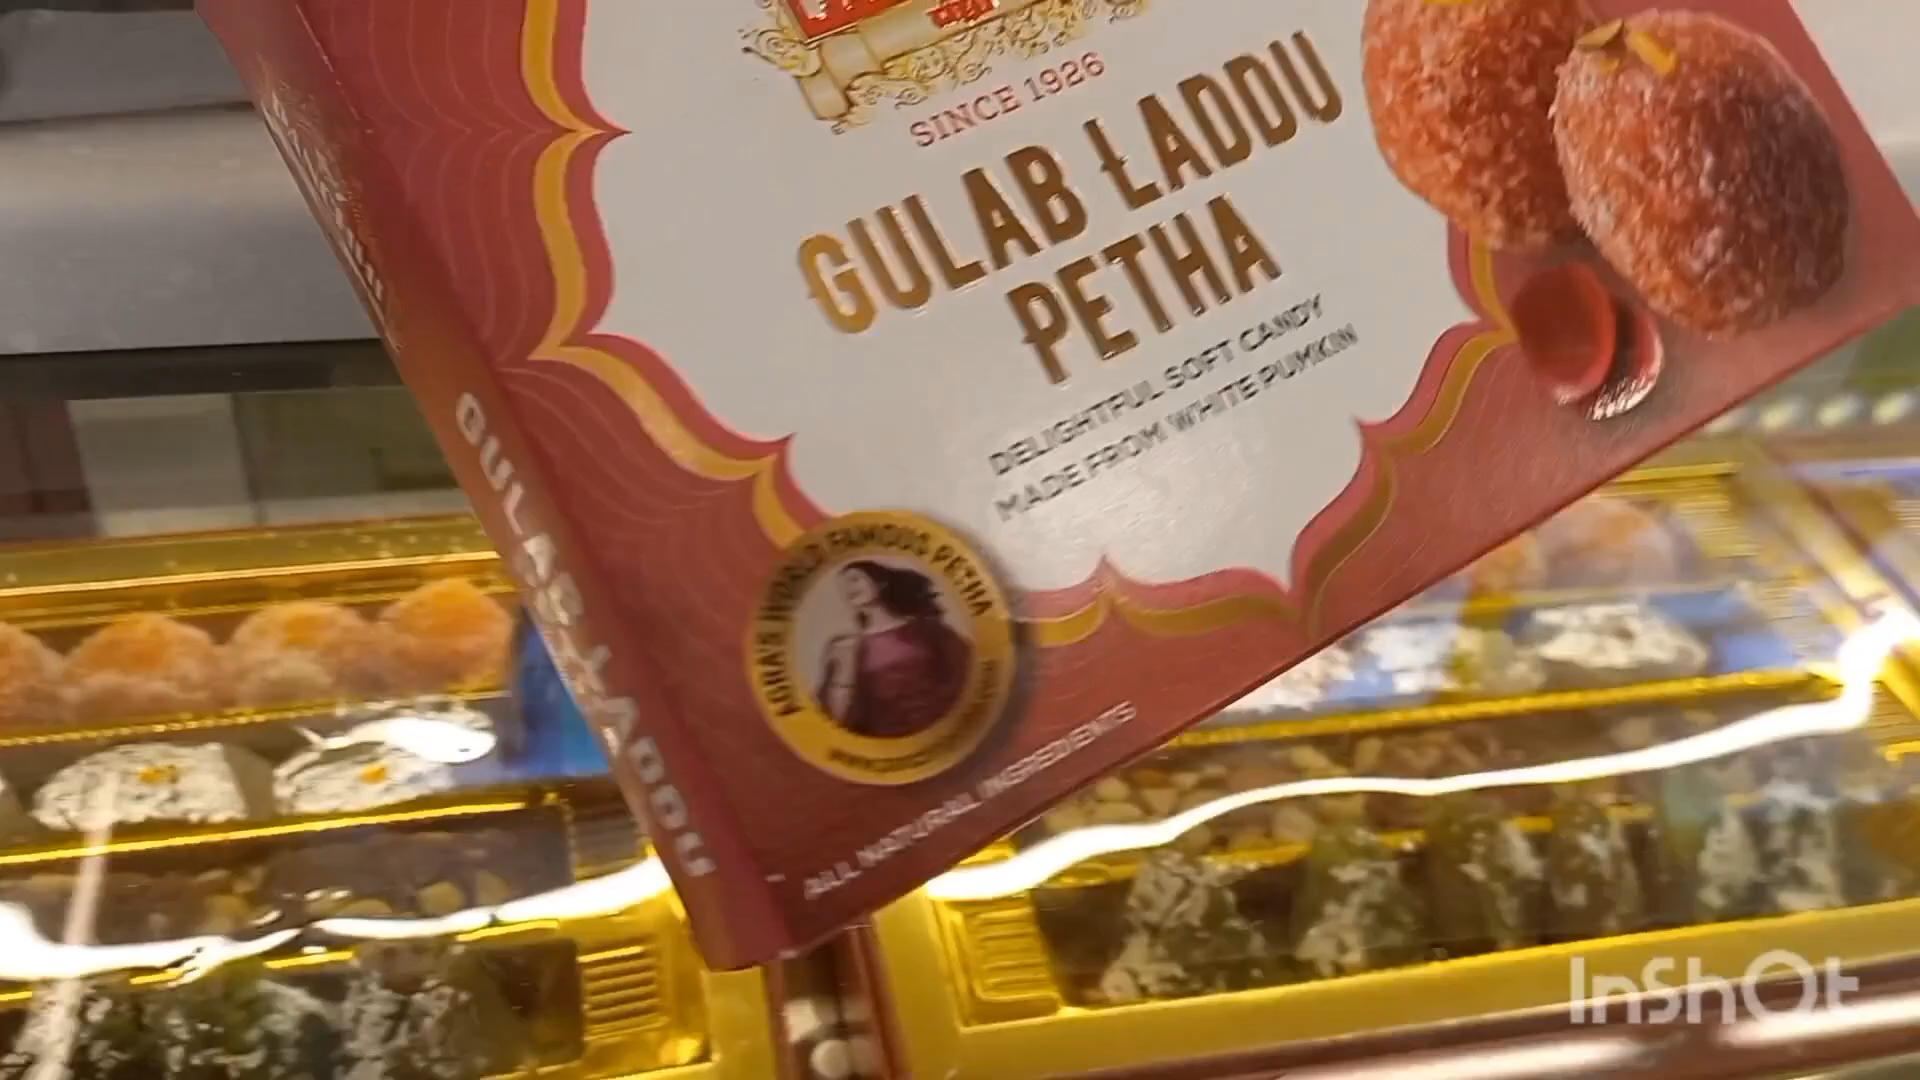 SINCE 1926
GULAB LADDU
PETHA
DELIGHTFUL SOFT CANDY
MADE FROM WHITE PUMKIN
AGRA'S WORLD FAMOUS PETHA
ALL NATURAL INGREDIENTS
GULAB LADDU
InShOt